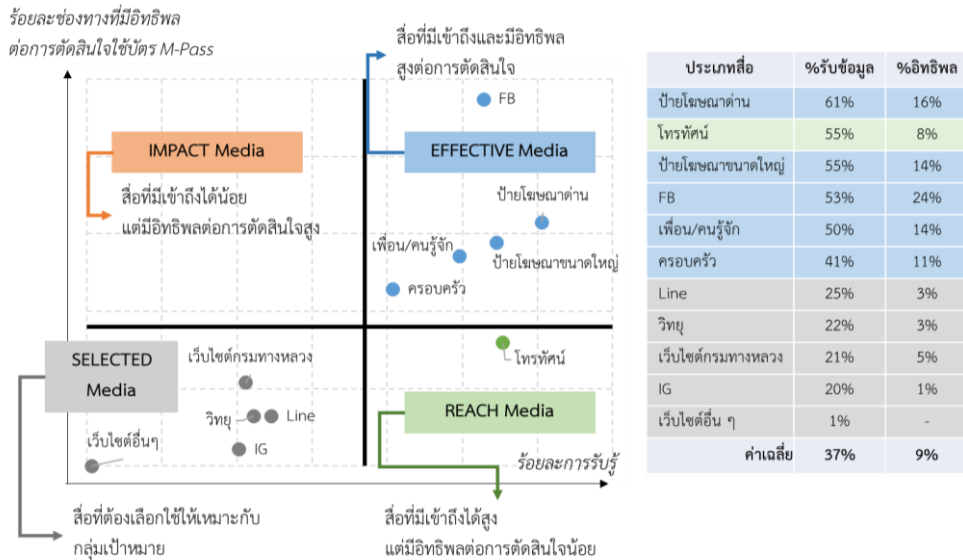 ร้อยละช่องทางที่มีอิทธิพล
ต่อการตัดสินใจใช้บัตร M-Pass
สื่อที่มีเข้าถึงและมีอิทธิพล
สูงต่อการตัดสินใจ
FB
IMPACT Media
EFFECTIVE Media
สื่อที่มีเข้าถึงได้น้อย
แต่มีอิทธิพลต่อการตัดสินใจสูง
ป้ายโฆษณาด่าน
เพื่อน/คนรู้จัก
ป้ายโฆษณาขนาดใหญ่
ครอบครัว
SELECTED
Media
เว็บไซต์กรมทางหลวง
โทรทัศน์
วิทยุ
Line
REACH Media
IG
เว็บไซต์อื่นๆ
ร้อยละการรับรู้
สื่อที่ต้องเลือกใช้ให้เหมาะกับ
กลุ่มเป้าหมาย
สื่อที่มีเข้าถึงได้สูง
แต่มีอิทธิพลต่อการตัดสินใจน้อย
ประเภทสื่อ %รับข้อมูล %อิทธิพล
ป้ายโฆษณาด่าน 61% 16%
โทรทัศน์ 55% 8%
ป้ายโฆษณาขนาดใหญ่ 55% 14%
FB 53% 24%
เพื่อน/คนรู้จัก 50% 14%
ครอบครัว 41% 11%
Line 25% 3%
วิทยุ 22% 3%
เว็บไซต์กรมทางหลวง 21% 5%
IG 20% 1%
เว็บไซต์อื่น ๆ 1% -
ค่าเฉลี่ย 37% 9%